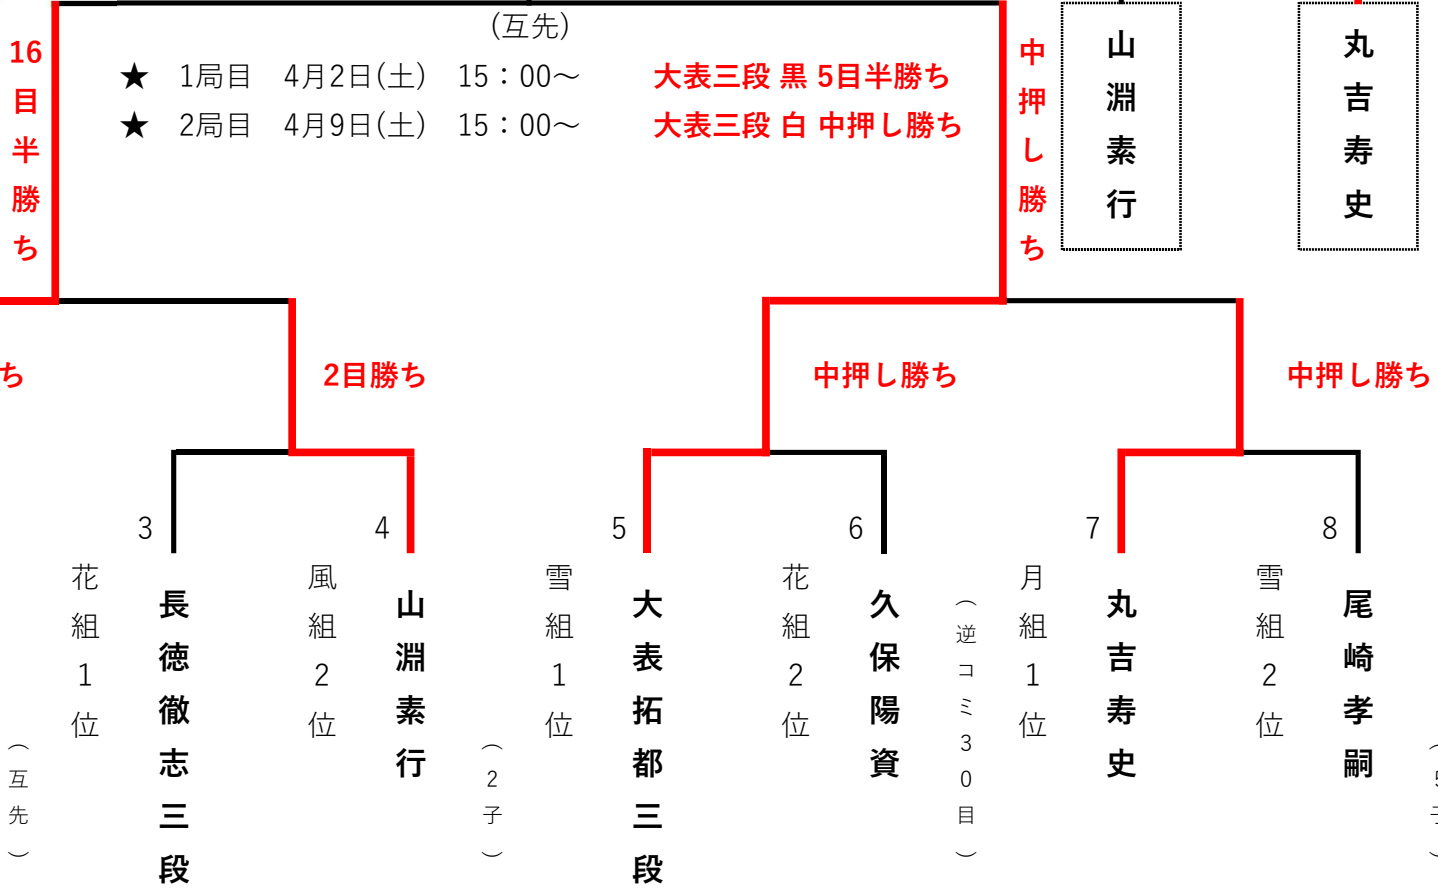 (互先)
★ 1局目 4月2日(土) 15：00～ 大表三段 黒 5目半勝ち
★ 2局目 4月9日(土) 15：00～ 大表三段 白 中押し勝ち
16目半勝ち
中押し勝ち
山淵素行
丸吉寿史
ち
2目勝ち
中押し勝ち
中押し勝ち
3
4
5
6
7
8
（互先）
花組1位
長徳徹志三段
風組2位
山淵素行
（2子）
雪組1位
大表拓都三段
花組2位
久保陽資
（逆コミ30目）
月組1位
丸吉寿史
雪組2位
尾崎孝嗣